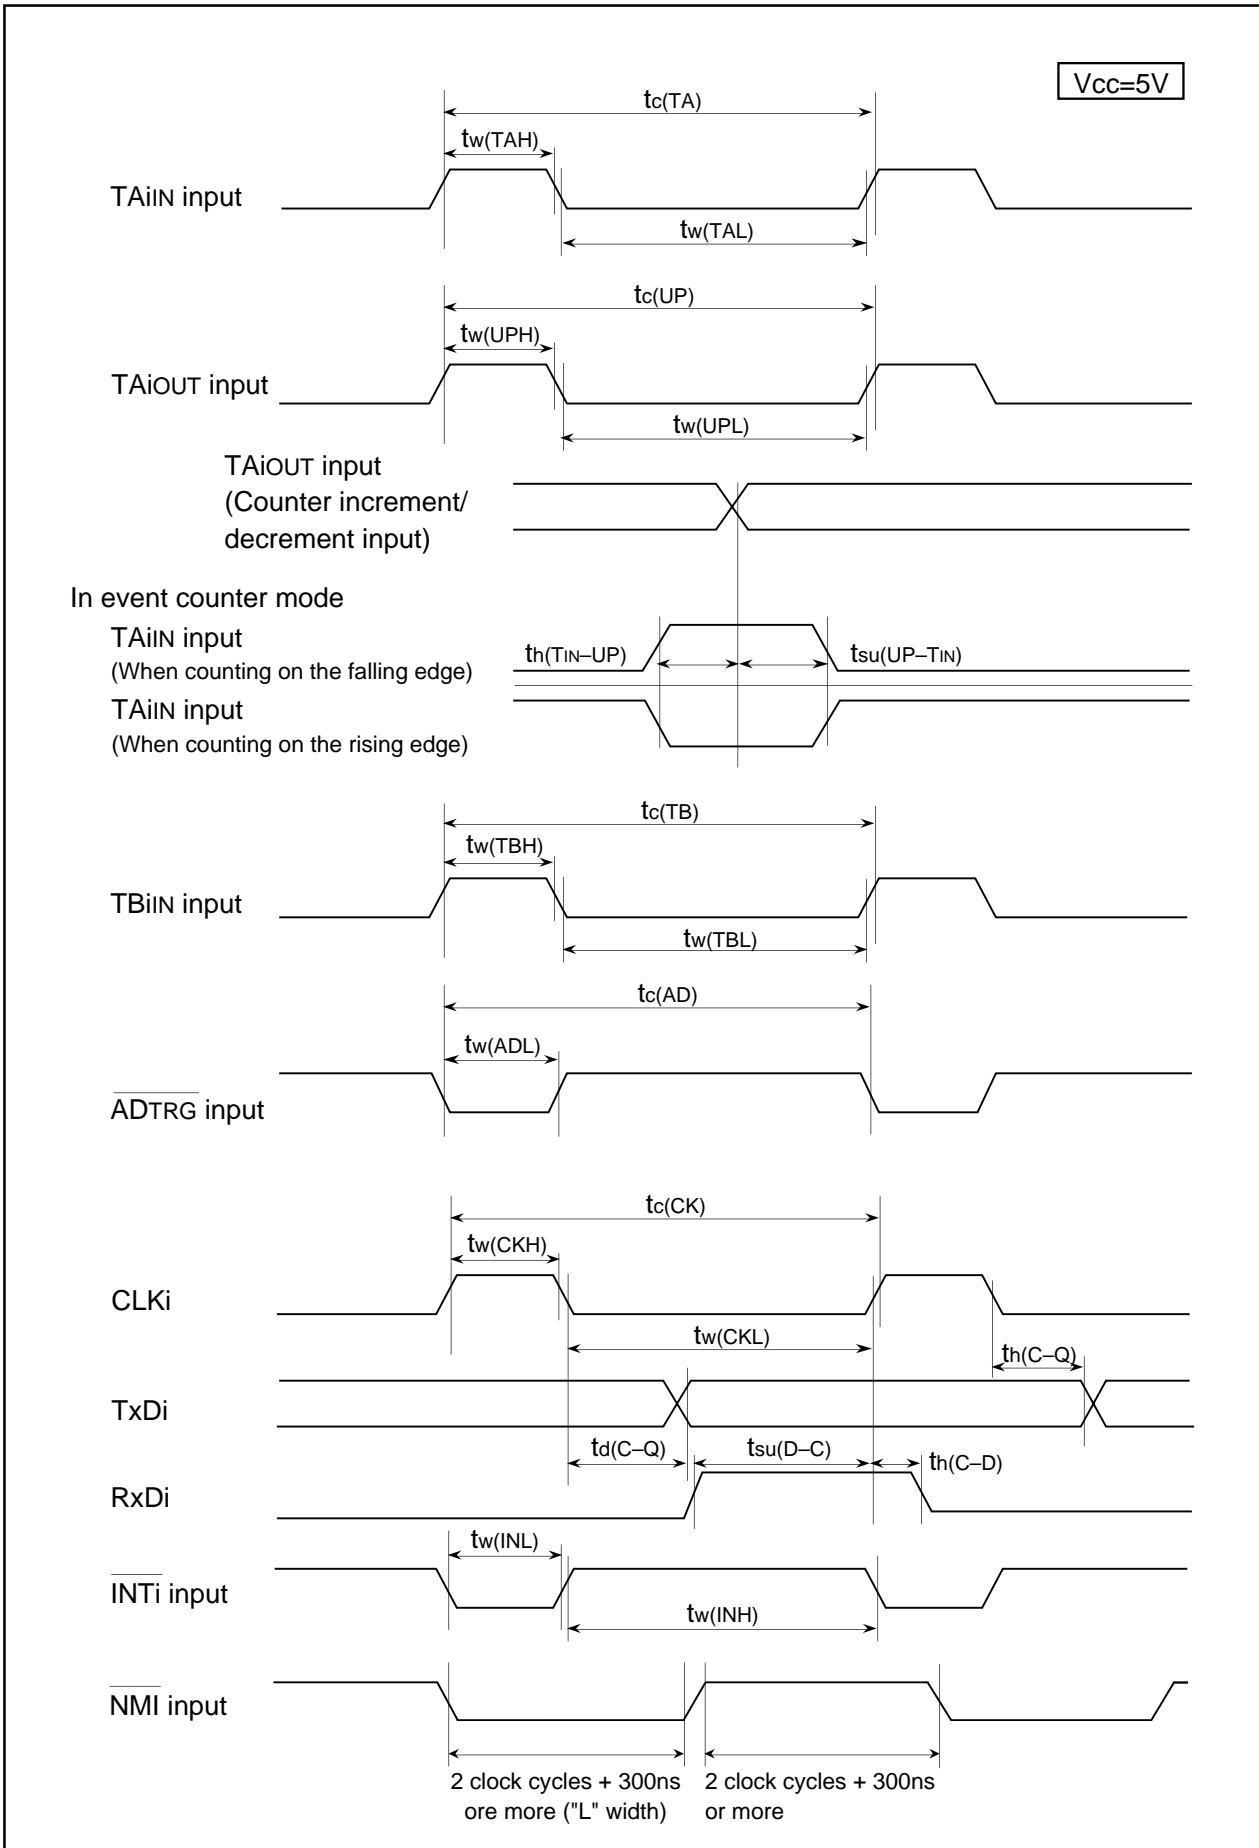 Vcc=5V
tc(TA)
tw(TAH)
TAiIN input
tw(TAL)
tc(UP)
tw(UPH)
TAiOUT input
tw(UPL)
TAiOUT input
(Counter increment/
decrement input)
In event counter mode
TAiIN input
(When counting on the falling edge)
th(TIN–UP)
tsu(UP–TIN)
TAiIN input
(When counting on the rising edge)
tc(TB)
tw(TBH)
TBiIN input
tw(TBL)
tc(AD)
tw(ADL)
ADTRG input
tc(CK)
tw(CKH)
CLKi
tw(CKL)
th(C–Q)
TxDi
td(C–Q)
tsu(D–C)
th(C–D)
RxDi
tw(INL)
INTi input
tw(INH)
NMI input
2 clock cycles + 300ns
ore more ("L" width)
2 clock cycles + 300ns
or more